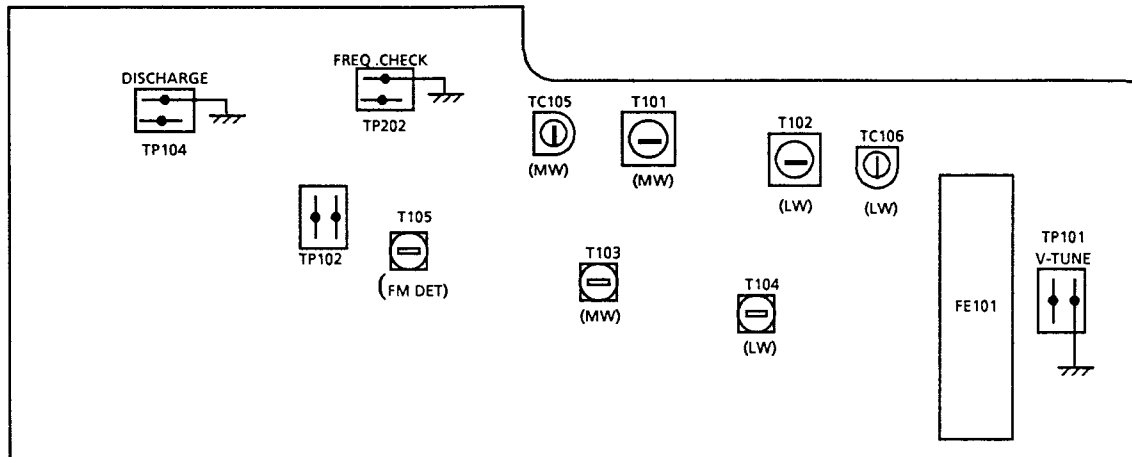 DISCHARGE
TP104
FREQ .CHECK
TP202
TC105
(MW)
T101
(MW)
T102
(LW)
TC106
(LW)
TP102
T105
(FM DET)
T103
(MW)
T104
(LW)
FE101
TP101
V-TUNE